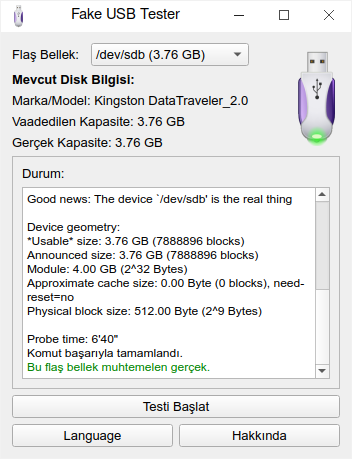 Fake USB Tester
Flaş Bellek: /dev/sdb (3.76 GB)
Mevcut Disk Bilgisi:
Marka/Model: Kingston DataTraveler_2.0
Vaadedilen Kapasite: 3.76 GB
Gerçek Kapasite: 3.76 GB
Durum:
Good news: The device `/dev/sdb' is the real thing
Device geometry:
*Usable* size: 3.76 GB (7888896 blocks)
Announced size: 3.76 GB (7888896 blocks)
Module: 4.00 GB (2^32 Bytes)
Approximate cache size: 0.00 Byte (0 blocks), need-
reset=no
Physical block size: 512.00 Byte (2^9 Bytes)
Probe time: 6'40"
Komut başarıyla tamamlandı.
Bu flaş bellek muhtemelen gerçek.
Testi Başlat
Language
Hakkında